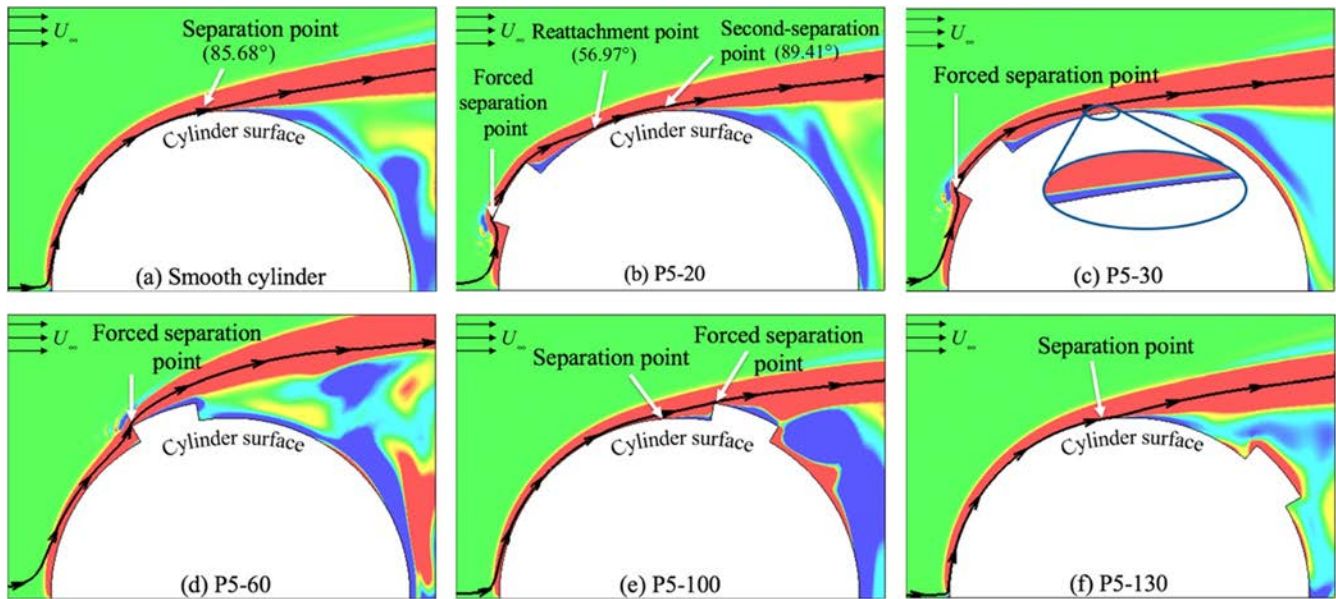 U∞
Separation point
(85.68°)
Cylinder surface
(a) Smooth cylinder
U∞
Reattachment point
(56.97°)
Second-separation
point (89.41°)
Forced
separation
point
Cylinder surface
(b) P5-20
U∞
Forced separation point
(c) P5-30
U∞
Forced separation
point
Cylinder surface
(d) P5-60
U∞
Separation point
Forced separation
point
Cylinder surface
(e) P5-100
U∞
Separation point
Cylinder surface
(f) P5-130